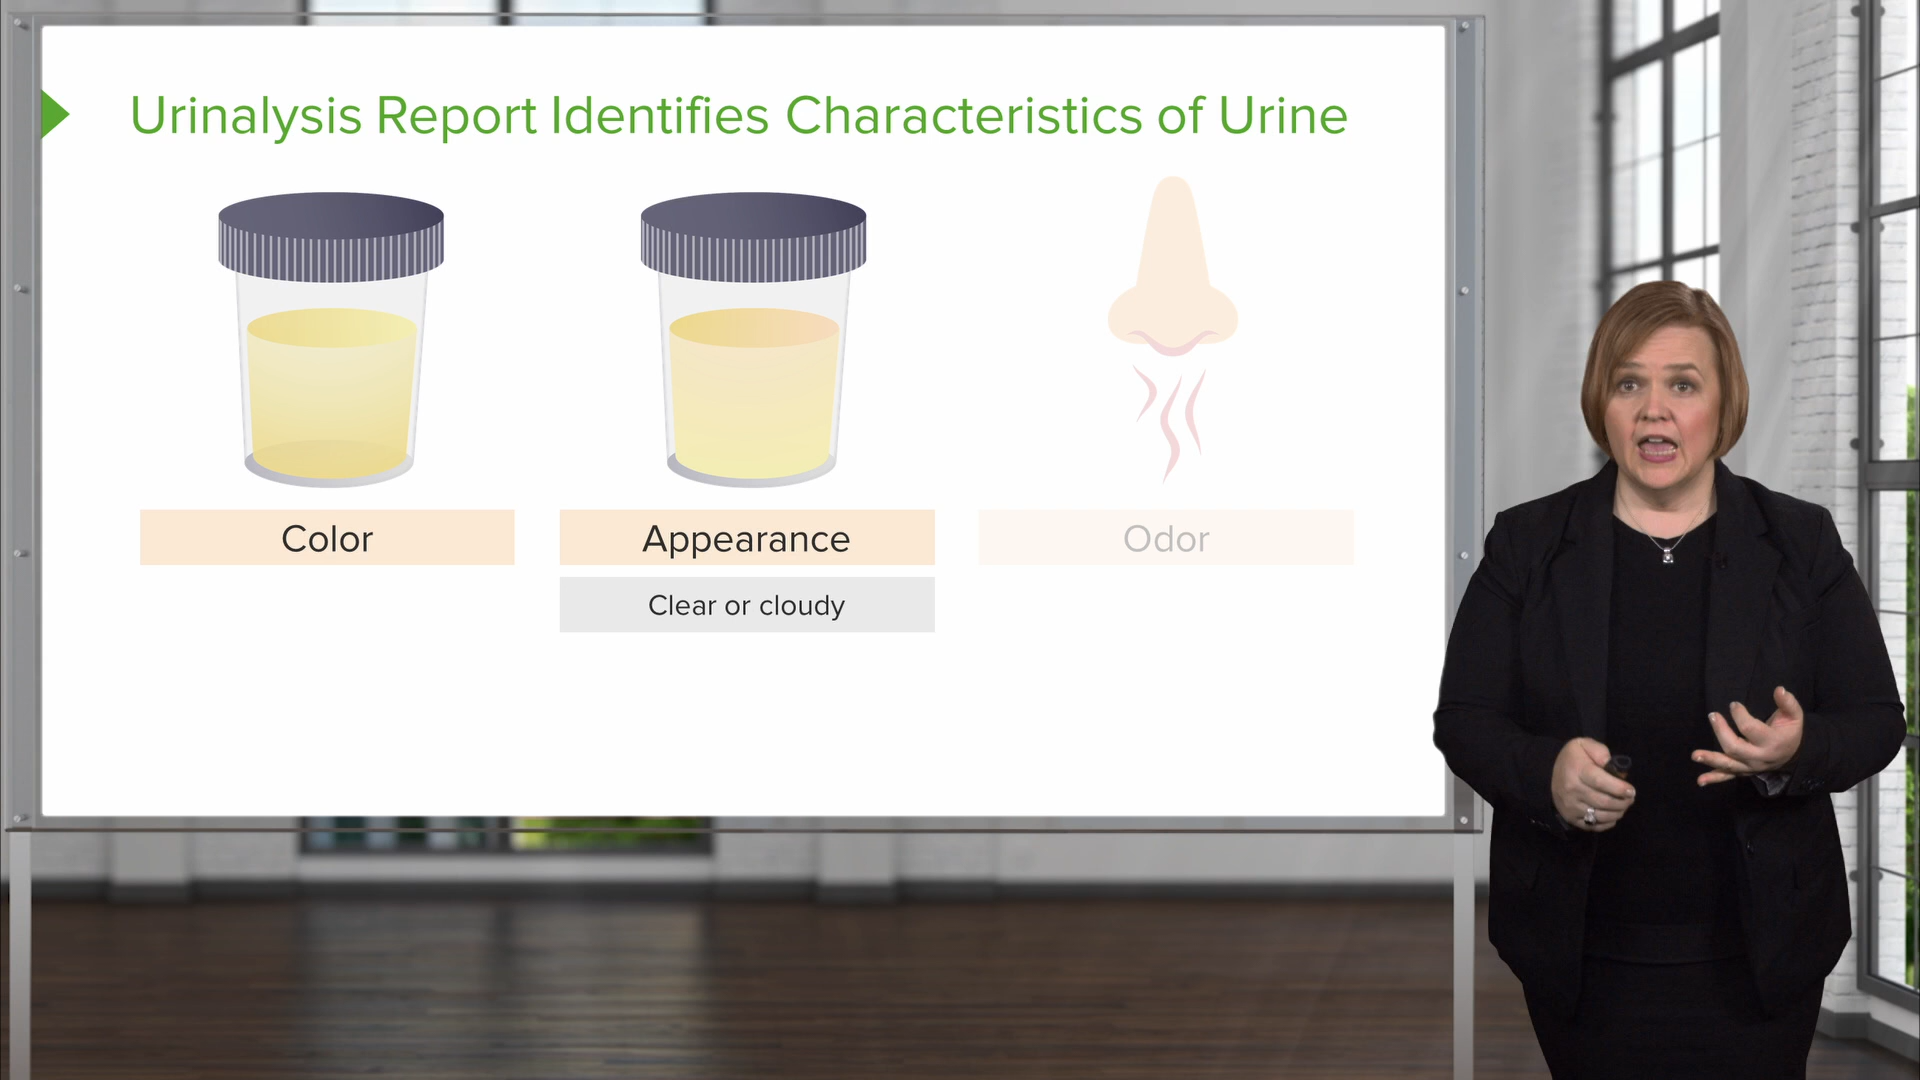 Urinalysis Report Identifies Characteristics of Urine
Color
Appearance
Odor
Clear or cloudy